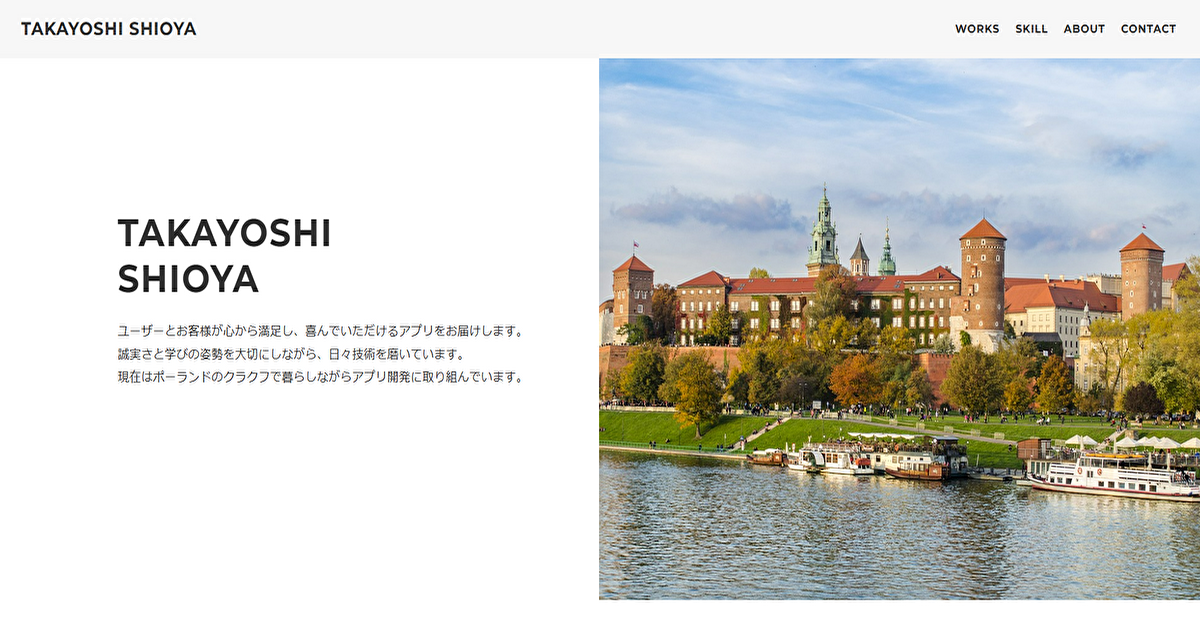 TAKAYOSHI SHIOYA
WORKS SKILL ABOUT CONTACT
TAKAYOSHI
SHIOYA
ユーザーとお客様が心から満足し、喜んでいただけるアプリをお届けします。
誠実さと学びの姿勢を大切にしながら、日々技術を磨いています。
現在はポーランドのクラクフで暮らしながらアプリ開発に取り組んでいます。